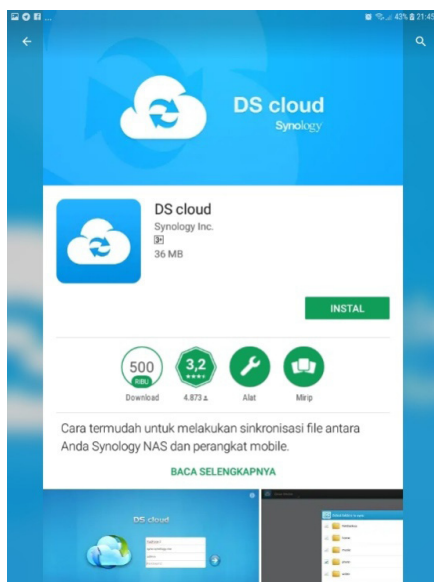 43% 21:45
DS cloud
Synology
DS cloud
Synology Inc.
3+
36 MB
INSTAL
500
RIBU
3,2
Download
4.873
Alat
Mirip
Cara termudah untuk melakukan sinkronisasi file antara
Anda Synology NAS dan perangkat mobile.
BACA SELENGKAPNYA
DS cloud